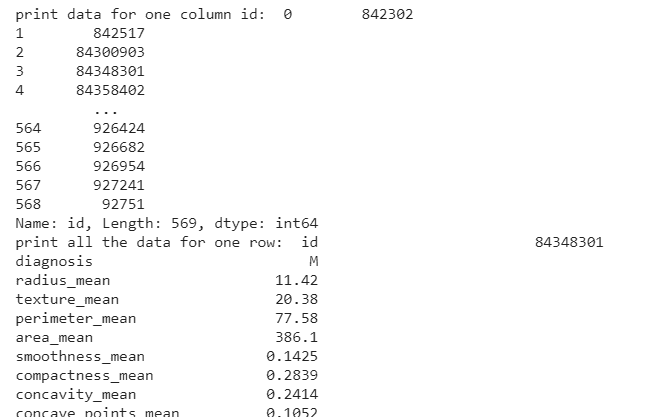 print data for one column id:  0        842302
1        842517
2      84300903
3      84348301
4      84358402
...
564      926424
565      926682
566      926954
567      927241
568       92751
Name: id, Length: 569, dtype: int64
print all the data for one row:  id                          84348301
diagnosis                         M
radius_mean                   11.42
texture_mean                  20.38
perimeter_mean                77.58
area_mean                     386.1
smoothness_mean              0.1425
compactness_mean             0.2839
concavity_mean               0.2414
concave points_mean          0.1052